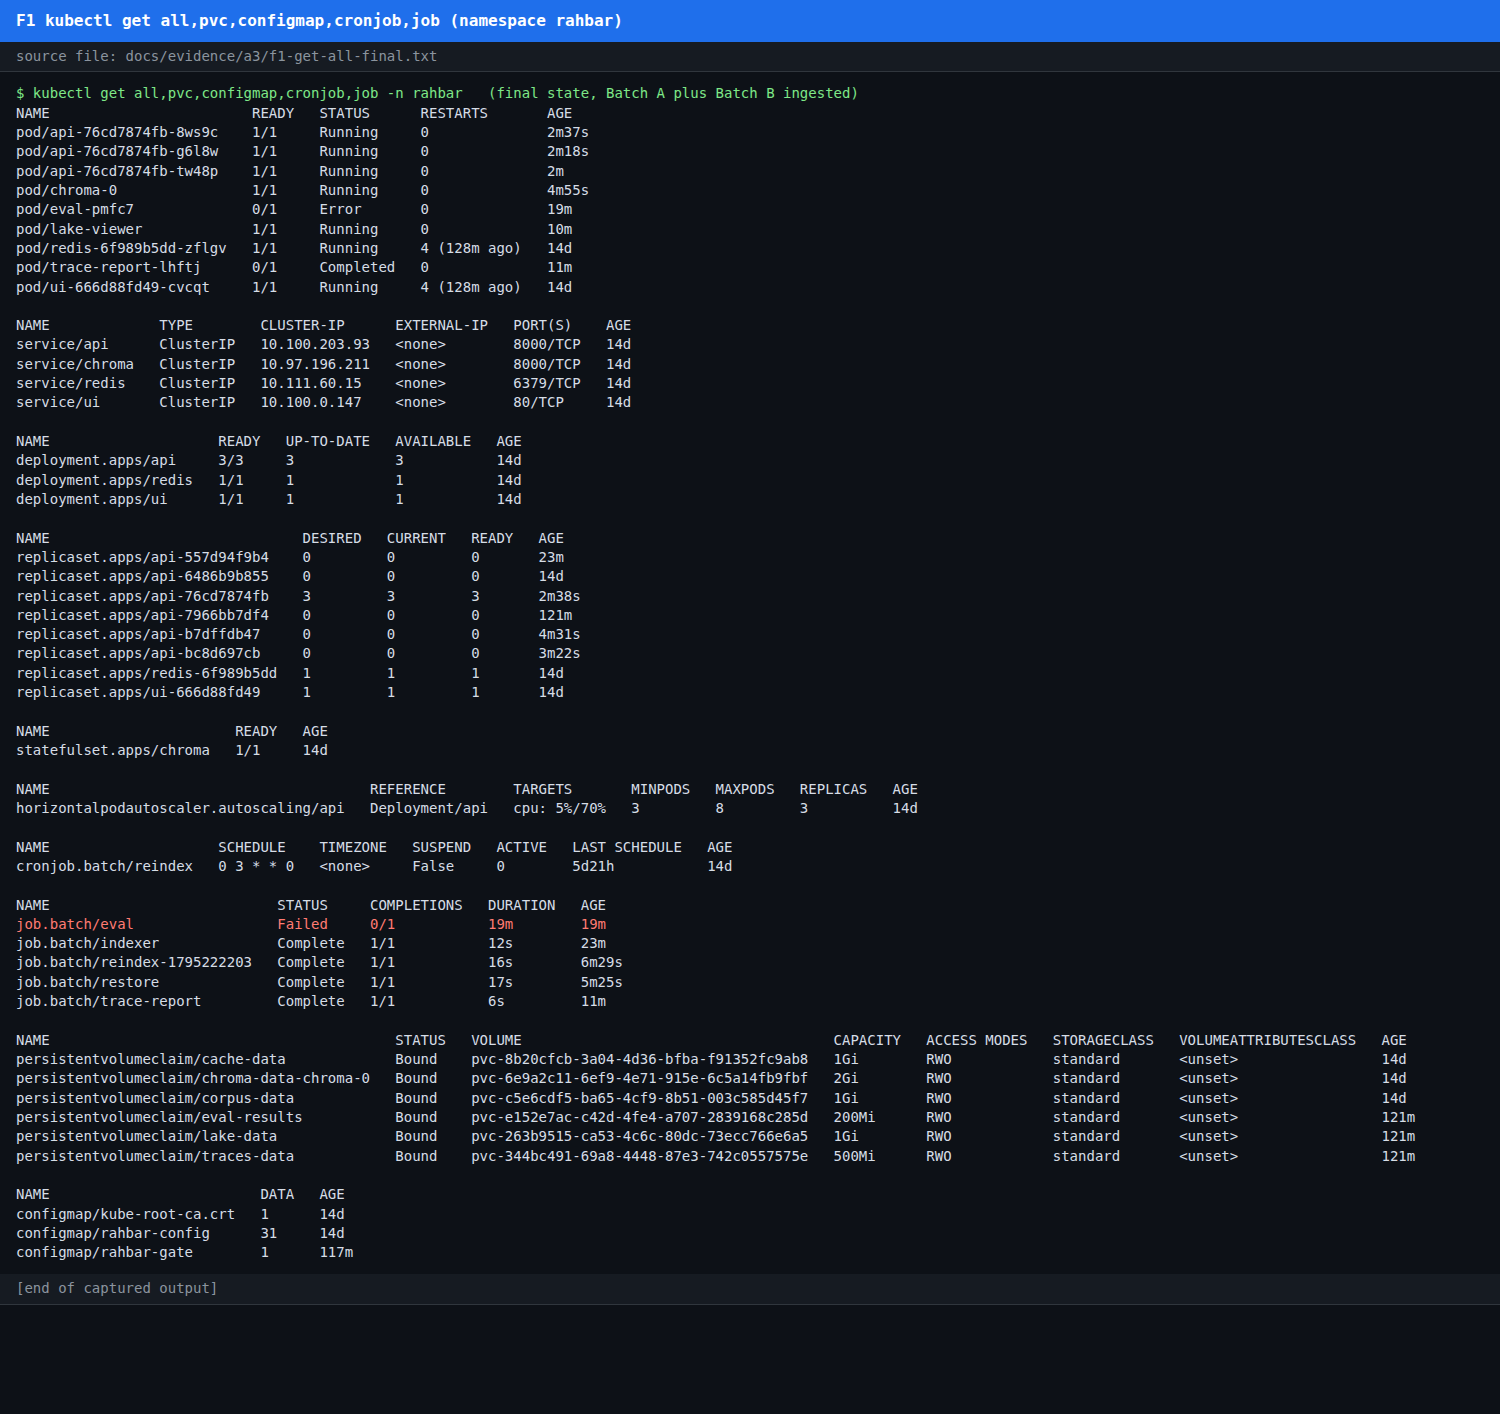 F1 kubectl get all,pvc,configmap,cronjob,job (namespace rahbar)
source file: docs/evidence/a3/f1-get-all-final.txt
$ kubectl get all,pvc,configmap,cronjob,job -n rahbar   (final state, Batch A plus Batch B ingested)
NAME                        READY   STATUS      RESTARTS       AGE
pod/api-76cd7874fb-8ws9c    1/1     Running     0              2m37s
pod/api-76cd7874fb-g6l8w    1/1     Running     0              2m18s
pod/api-76cd7874fb-tw48p    1/1     Running     0              2m
pod/chroma-0                1/1     Running     0              4m55s
pod/eval-pmfc7              0/1     Error       0              19m
pod/lake-viewer             1/1     Running     0              10m
pod/redis-6f989b5dd-zflgv   1/1     Running     4 (128m ago)   14d
pod/trace-report-lhftj      0/1     Completed   0              11m
pod/ui-666d88fd49-cvcqt     1/1     Running     4 (128m ago)   14d

NAME             TYPE        CLUSTER-IP      EXTERNAL-IP   PORT(S)    AGE
service/api      ClusterIP   10.100.203.93   <none>        8000/TCP   14d
service/chroma   ClusterIP   10.97.196.211   <none>        8000/TCP   14d
service/redis    ClusterIP   10.111.60.15    <none>        6379/TCP   14d
service/ui       ClusterIP   10.100.0.147    <none>        80/TCP     14d

NAME                    READY   UP-TO-DATE   AVAILABLE   AGE
deployment.apps/api     3/3     3            3           14d
deployment.apps/redis   1/1     1            1           14d
deployment.apps/ui      1/1     1            1           14d

NAME                              DESIRED   CURRENT   READY   AGE
replicaset.apps/api-557d94f9b4    0         0         0       23m
replicaset.apps/api-6486b9b855    0         0         0       14d
replicaset.apps/api-76cd7874fb    3         3         3       2m38s
replicaset.apps/api-7966bb7df4    0         0         0       121m
replicaset.apps/api-b7dffdb47     0         0         0       4m31s
replicaset.apps/api-bc8d697cb     0         0         0       3m22s
replicaset.apps/redis-6f989b5dd   1         1         1       14d
replicaset.apps/ui-666d88fd49     1         1         1       14d

NAME                      READY   AGE
statefulset.apps/chroma   1/1     14d

NAME                                      REFERENCE        TARGETS       MINPODS   MAXPODS   REPLICAS   AGE
horizontalpodautoscaler.autoscaling/api   Deployment/api   cpu: 5%/70%   3         8         3          14d

NAME                    SCHEDULE    TIMEZONE   SUSPEND   ACTIVE   LAST SCHEDULE   AGE
cronjob.batch/reindex   0 3 * * 0   <none>     False     0        5d21h           14d

NAME                           STATUS     COMPLETIONS   DURATION   AGE
job.batch/eval                 Failed     0/1           19m        19m
job.batch/indexer              Complete   1/1           12s        23m
job.batch/reindex-1795222203   Complete   1/1           16s        6m29s
job.batch/restore              Complete   1/1           17s        5m25s
job.batch/trace-report         Complete   1/1           6s         11m

NAME                                         STATUS   VOLUME                                     CAPACITY   ACCESS MODES   STORAGECLASS   VOLUMEATTRIBUTESCLASS   AGE
persistentvolumeclaim/cache-data             Bound    pvc-8b20cfcb-3a04-4d36-bfba-f91352fc9ab8   1Gi        RWO            standard       <unset>                 14d
persistentvolumeclaim/chroma-data-chroma-0   Bound    pvc-6e9a2c11-6ef9-4e71-915e-6c5a14fb9fbf   2Gi        RWO            standard       <unset>                 14d
persistentvolumeclaim/corpus-data            Bound    pvc-c5e6cdf5-ba65-4cf9-8b51-003c585d45f7   1Gi        RWO            standard       <unset>                 14d
persistentvolumeclaim/eval-results           Bound    pvc-e152e7ac-c42d-4fe4-a707-2839168c285d   200Mi      RWO            standard       <unset>                 121m
persistentvolumeclaim/lake-data              Bound    pvc-263b9515-ca53-4c6c-80dc-73ecc766e6a5   1Gi        RWO            standard       <unset>                 121m
persistentvolumeclaim/traces-data            Bound    pvc-344bc491-69a8-4448-87e3-742c0557575e   500Mi      RWO            standard       <unset>                 121m

NAME                         DATA   AGE
configmap/kube-root-ca.crt   1      14d
configmap/rahbar-config      31     14d
configmap/rahbar-gate        1      117m
[end of captured output]